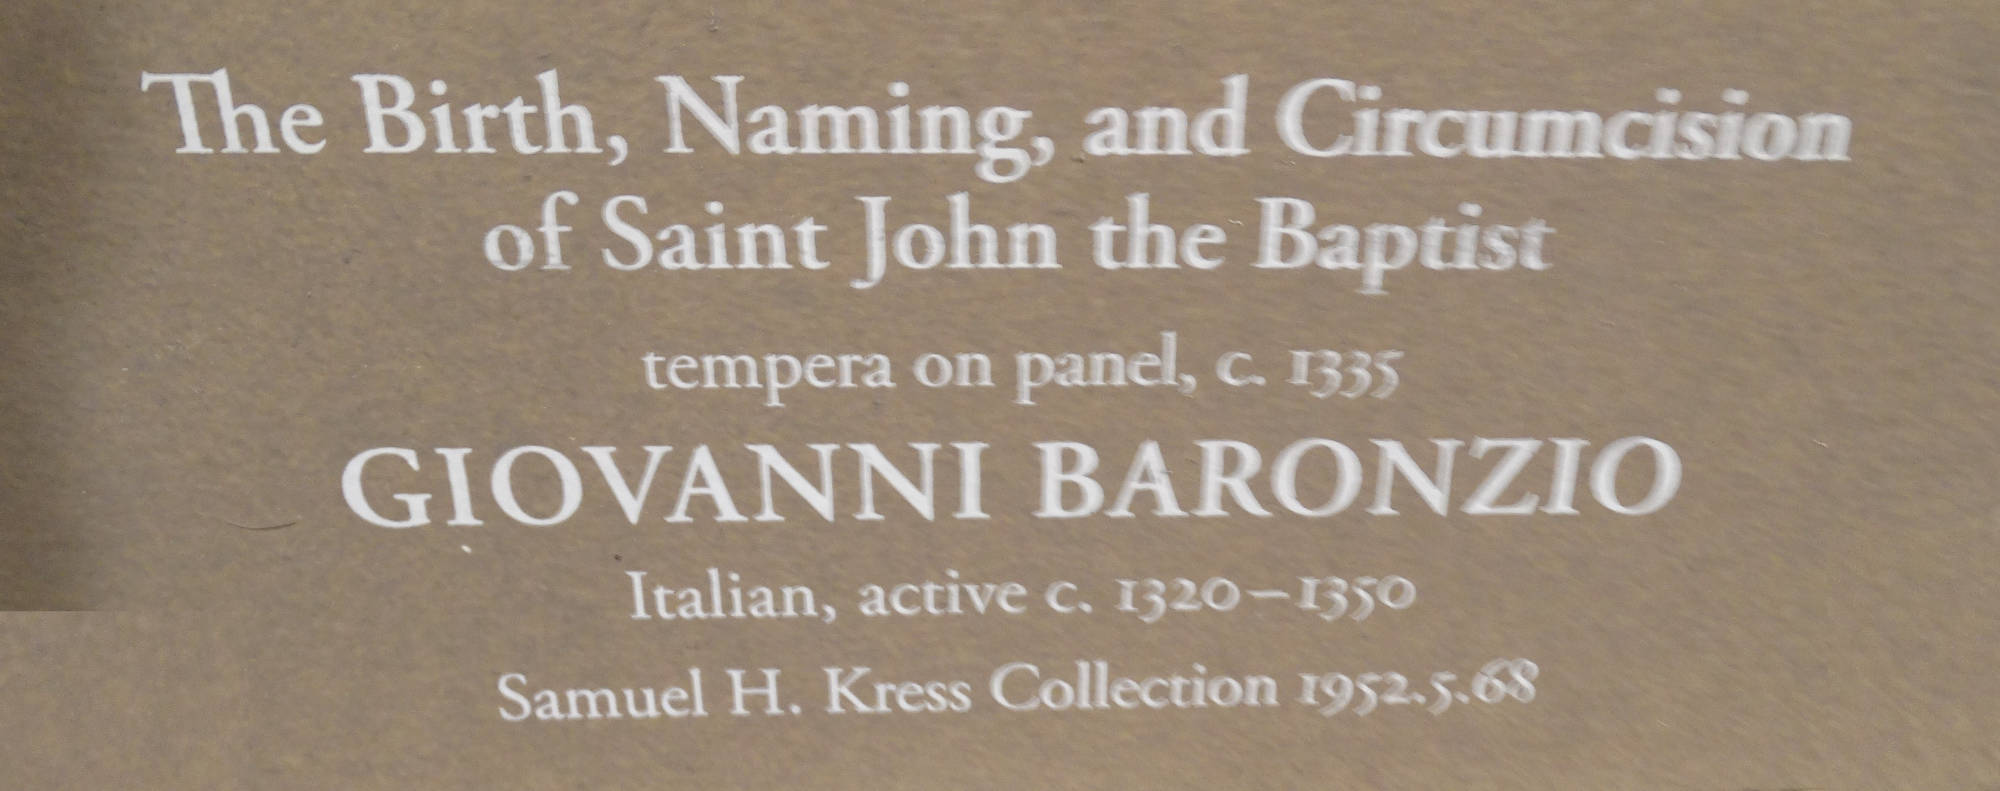 The Birth, Naming, and Circumcision
of Saint John the Baptist
tempera on panel, c. 1335
GIOVANNI BARONZIO
Italian, active c. 1320–1350
Samuel H. Kress Collection 1952.5.68